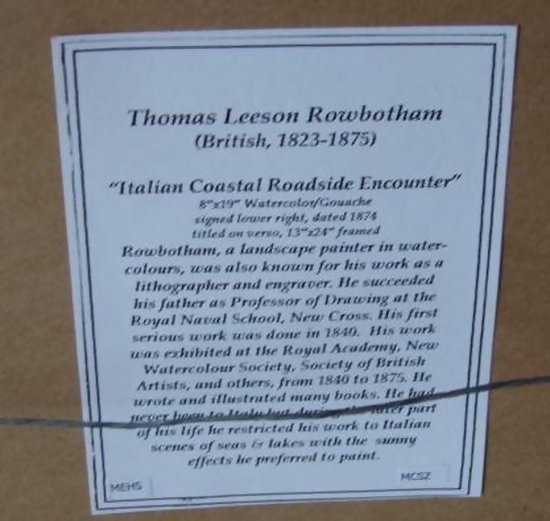 Thomas Leeson Rowbotham
(British, 1823-1875)
"Italian Coastal Roadside Encounter"
8"x19" Watercolor/Gouache
signed lower right, dated 1874
titled on verso, 13"x24" framed
Rowbotham, a landscape painter in water-
colours, was also known for his work as a
lithographer and engraver. He succeeded
his father as Professor of Drawing at the
Royal Naval School, New Cross. His first
serious work was done in 1840. His work
was exhibited at the Royal Academy, New
Watercolour Society, Society of British
Artists, and others, from 1840 to 1875. He
wrote and illustrated many books. He had
never been to Italy but during the later part
of his life he restricted his work to Italian
scenes of seas & lakes with the sunny
effects he preferred to paint.
MEHS
MCSZ